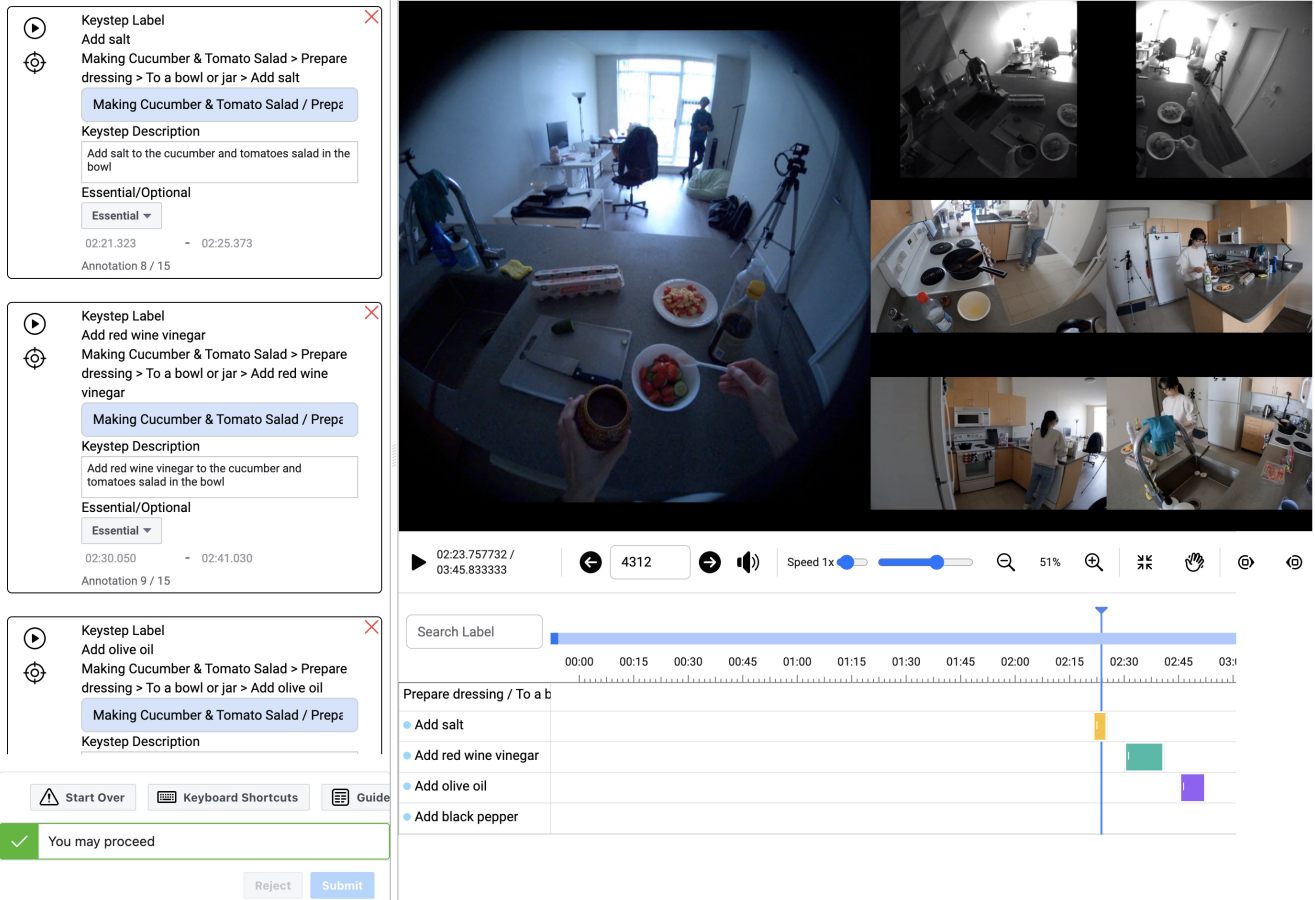 Keystep Label
Add salt
Making Cucumber & Tomato Salad > Prepare
dressing > To a bowl or jar > Add salt
Making Cucumber & Tomato Salad / Prepa
Keystep Description
Add salt to the cucumber and tomatoes salad in the
bowl
Essential/Optional
Essential
02:21.323 - 02:25.373
Annotation 8 / 15
Keystep Label
Add red wine vinegar
Making Cucumber & Tomato Salad > Prepare
dressing > To a bowl or jar > Add red wine
vinegar
Making Cucumber & Tomato Salad / Prepa
Keystep Description
Add red wine vinegar to the cucumber and
tomatoes salad in the bowl
Essential/Optional
Essential
02:30.050 - 02:41.030
Annotation 9 / 15
Keystep Label
Add olive oil
Making Cucumber & Tomato Salad > Prepare
dressing > To a bowl or jar > Add olive oil
Making Cucumber & Tomato Salad / Prepa
Keystep Description
Start Over
Keyboard Shortcuts
Guide
You may proceed
Reject
Submit
02:23.757732 /
03:45.833333
4312
Speed 1x
51%
Search Label
00:00 00:15 00:30 00:45 01:00 01:15 01:30 01:45 02:00 02:15 02:30 02:45 03:
Prepare dressing / To a b
Add salt
Add red wine vinegar
Add olive oil
Add black pepper